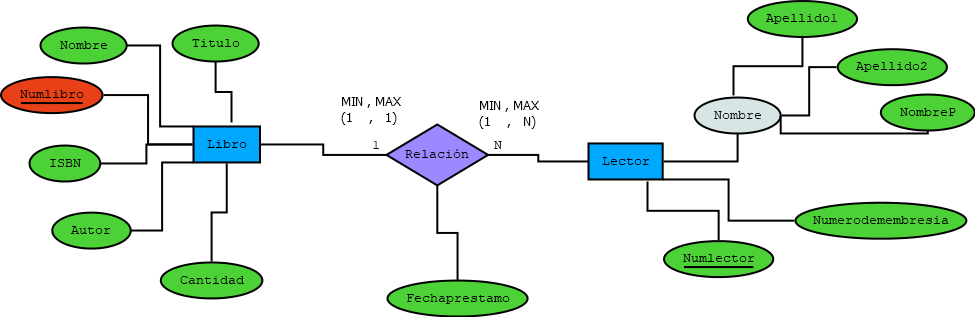 Apellido1
Nombre
Titulo
Apellido2
Numlibro
MIN , MAX
(1 , 1)
MIN , MAX
(1 , N)
Nombre
NombreP
Libro
1
Relación
N
Lector
ISBN
Autor
Numerodemembresia
Cantidad
Numlector
Fechaprestamo